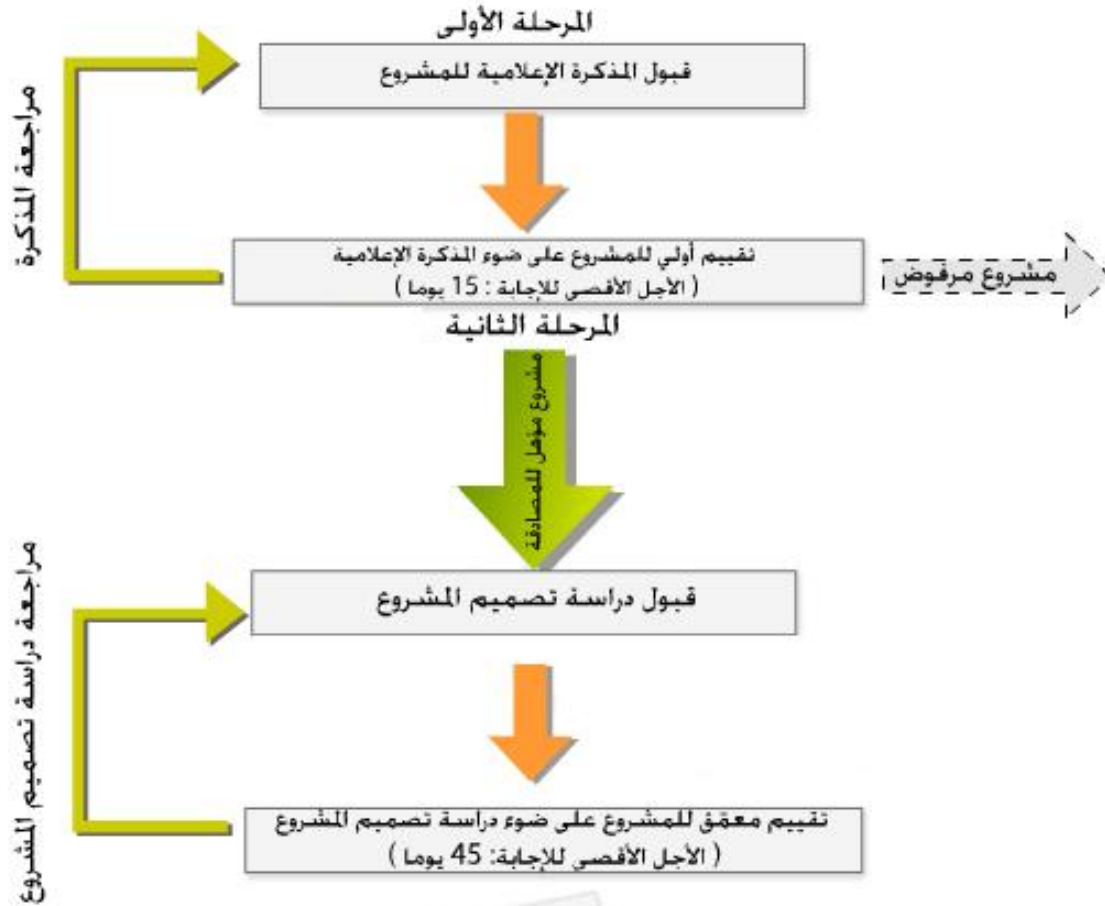 المرحلة الأولى
قبول المذكرة الإعلامية للمشروع
مراجعة المذكرة
تقييم أولي للمشروع على ضوء المذكرة الإعلامية
( الأجل الأقصى للإجابة : 15 يوما )
مشروع مرفوض
المرحلة الثانية
مشروع مؤهل للمصادقة
قبول دراسة تصميم المشروع
مراجعة دراسة تصميم المشروع
تقييم معمق للمشروع على ضوء دراسة تصميم المشروع
( الأجل الأقصى للإجابة: 45 يوما )